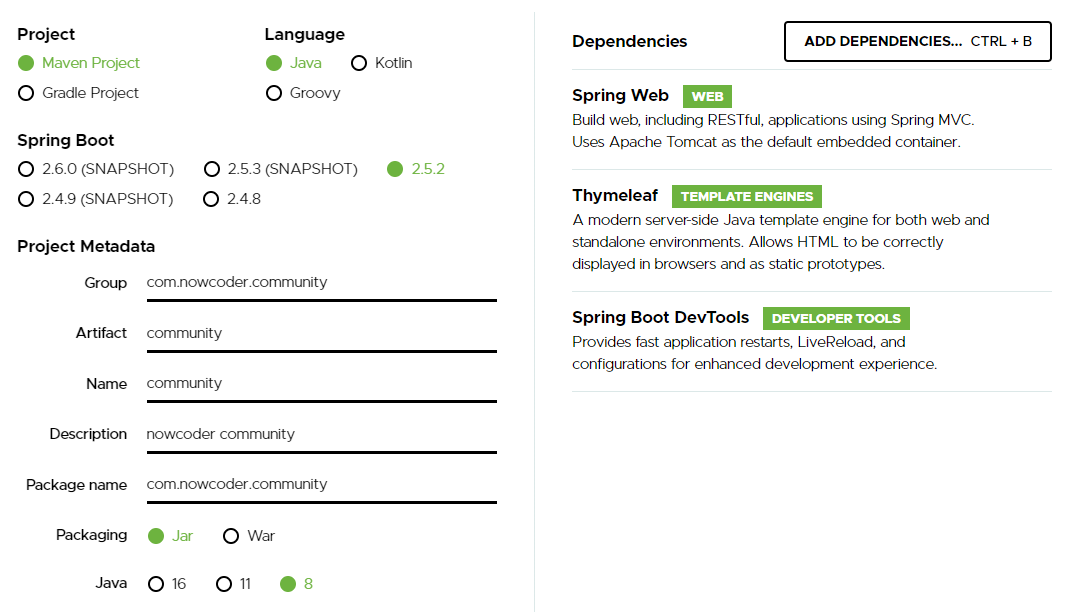 Project
Maven Project
Gradle Project
Language
Java Kotlin
Groovy
Spring Boot
2.6.0 (SNAPSHOT) 2.5.3 (SNAPSHOT) 2.5.2
2.4.9 (SNAPSHOT) 2.4.8
Project Metadata
Group com.nowcoder.community
Artifact community
Name community
Description nowcoder community
Package name com.nowcoder.community
Packaging Jar War
Java 16 11 8
Dependencies
ADD DEPENDENCIES... CTRL + B
Spring Web WEB
Build web, including RESTful, applications using Spring MVC.
Uses Apache Tomcat as the default embedded container.
Thymeleaf TEMPLATE ENGINES
A modern server-side Java template engine for both web and
standalone environments. Allows HTML to be correctly
displayed in browsers and as static prototypes.
Spring Boot DevTools DEVELOPER TOOLS
Provides fast application restarts, LiveReload, and
configurations for enhanced development experience.